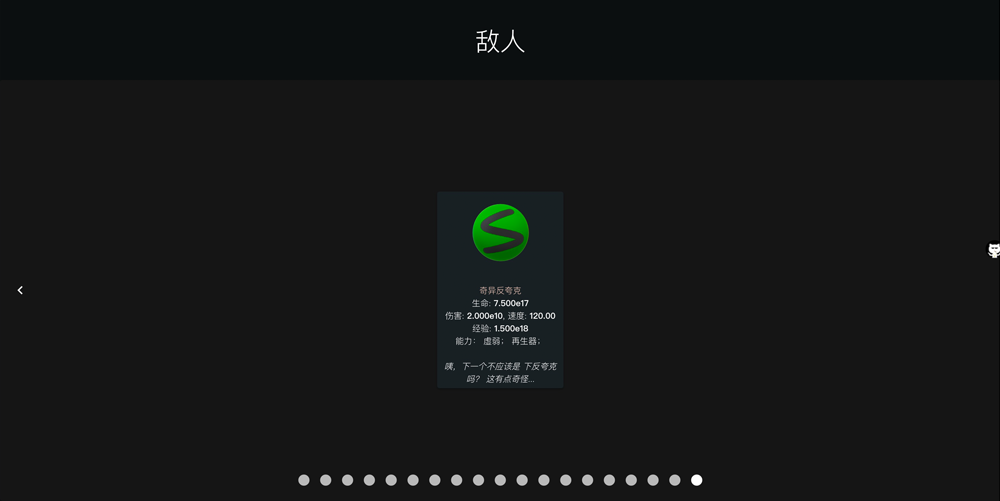 敌人
奇异反夸克
生命: 7.500e17
伤害: 2.000e10, 速度: 120.00
经验: 1.500e18
能力： 虚弱； 再生器；
咦，下一个不应该是 下反夸克
吗？ 这有点奇怪...